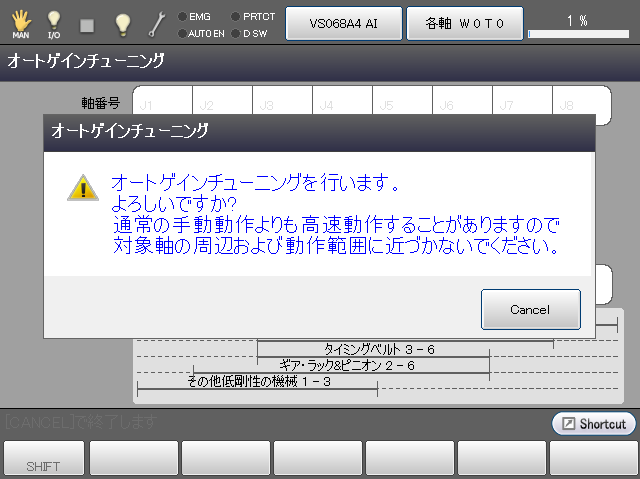 EMG
PRTCT
MAN
I/O
AUTO EN
D SW
VS068A4 AI
各軸 W0T0
1 %
オートゲインチューニング
軸番号
J1 J2 J3 J4 J5 J6 J7 J8
オートゲインチューニング
オートゲインチューニングを行います。
よろしいですか?
通常の手動動作よりも高速動作することがありますので
対象軸の周辺および動作範囲に近づかないでください。
Cancel
タイミングベルト 3 - 6
ギア・ラック&ピニオン 2 - 6
その他低剛性の機械 1 - 3
[CANCEL]で終了します
Shortcut
SHIFT